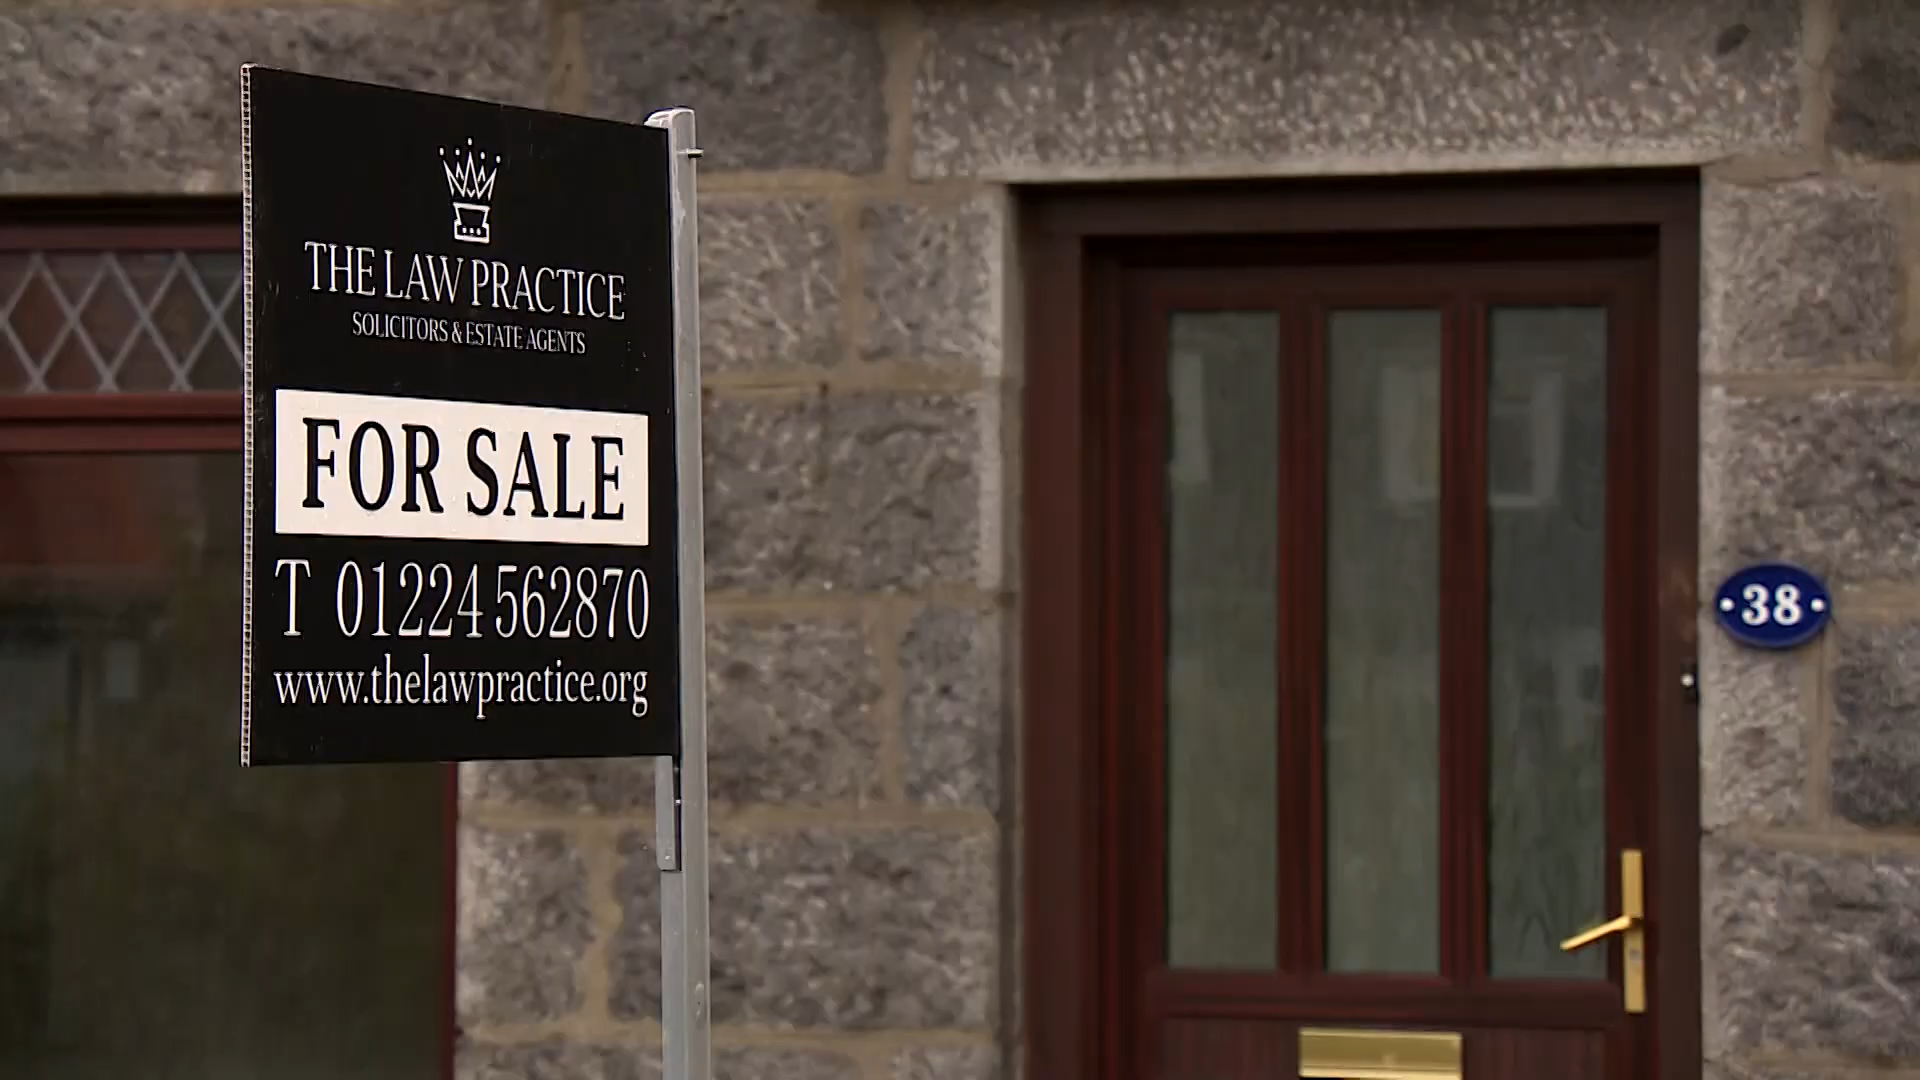 THE LAW PRACTICE
SOLICITORS & ESTATE AGENTS
FOR SALE
T 01224 562870
www.thelawpractice.org
• 38 •